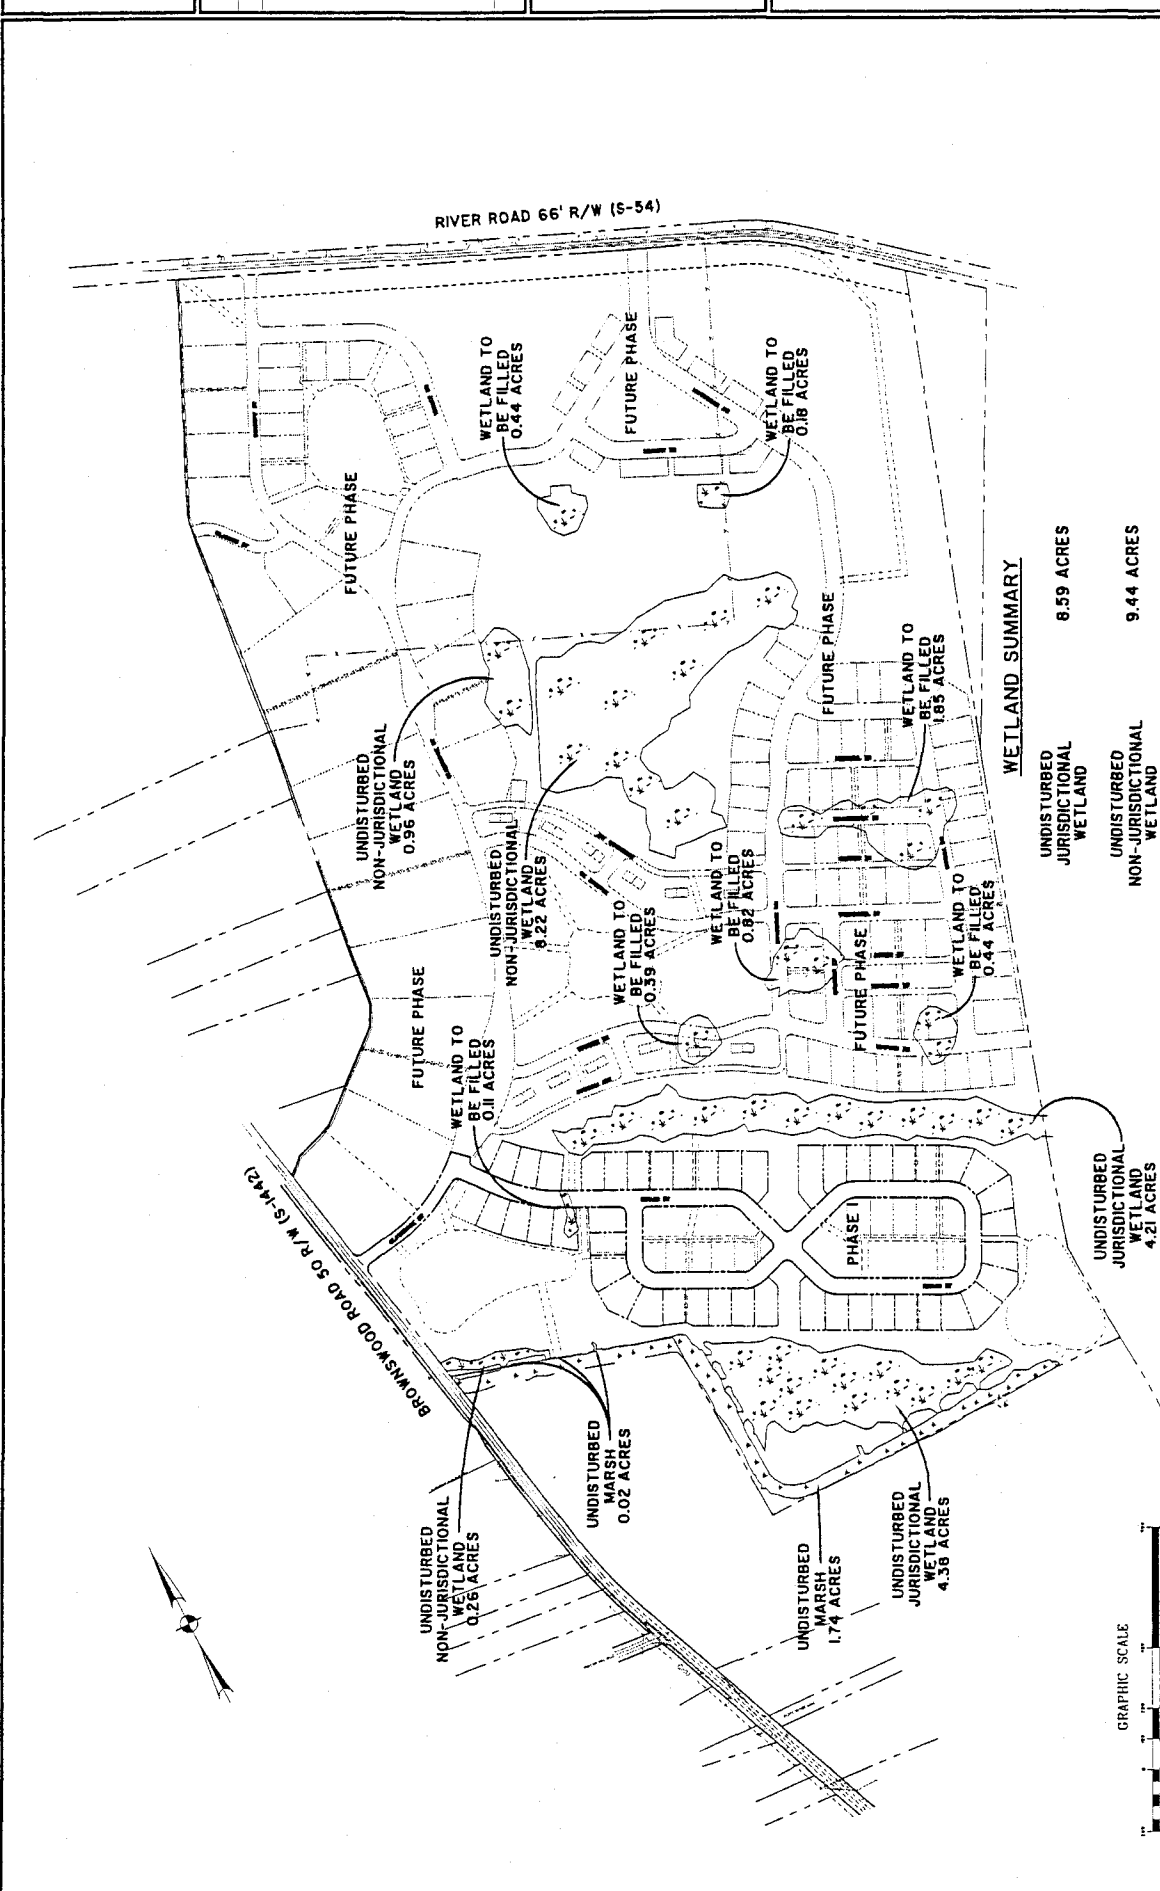 RIVER ROAD 66' R/W (S-54)
WETLAND TO
BE FILLED
0.44 ACRES
FUTURE PHASE
WETLAND TO
BE FILLED
0.18 ACRES
FUTURE PHASE
UNDISTURBED
NON-JURISDICTIONAL
WETLAND
0.96 ACRES
FUTURE PHASE
WETLAND TO
BE FILLED
1.85 ACRES
UNDISTURBED
NON-JURISDICTIONAL
WETLAND
8.22 ACRES
WETLAND TO
BE FILLED
0.39 ACRES
WETLAND TO
BE FILLED
0.82 ACRES
FUTURE PHASE
WETLAND TO
BE FILLED
0.44 ACRES
FUTURE PHASE
WETLAND TO
BE FILLED
0.11 ACRES
BROWNSWOOD ROAD 50 R/W (S-1442)
PHASE I
UNDISTURBED
JURISDICTIONAL
WETLAND
4.21 ACRES
UNDISTURBED
NON-JURISDICTIONAL
WETLAND
0.26 ACRES
UNDISTURBED
MARSH
0.02 ACRES
UNDISTURBED
MARSH
1.74 ACRES
UNDISTURBED
JURISDICTIONAL
WETLAND
4.38 ACRES
WETLAND SUMMARY
UNDISTURBED
JURISDICTIONAL
WETLAND
8.59 ACRES
UNDISTURBED
NON-JURISDICTIONAL
WETLAND
9.44 ACRES
GRAPHIC SCALE